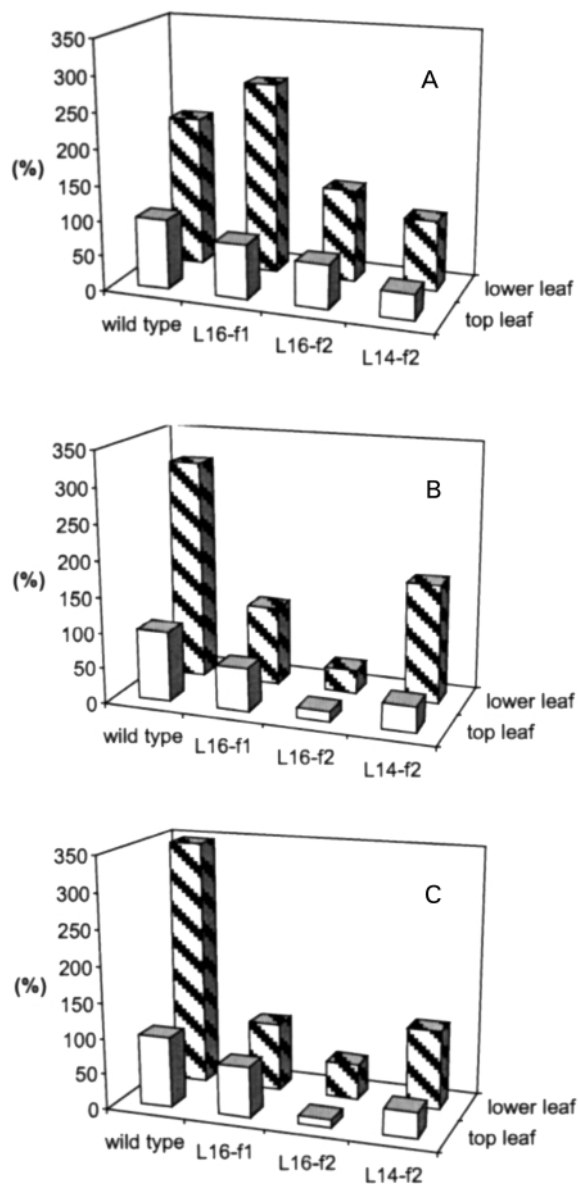 350
300
250
200
150
100
50
0
(%)
A
wild type
L16-f1
L16-f2
L14-f2
lower leaf
top leaf
350
300
250
200
150
100
50
0
(%)
B
wild type
L16-f1
L16-f2
L14-f2
lower leaf
top leaf
350
300
250
200
150
100
50
0
(%)
C
wild type
L16-f1
L16-f2
L14-f2
lower leaf
top leaf